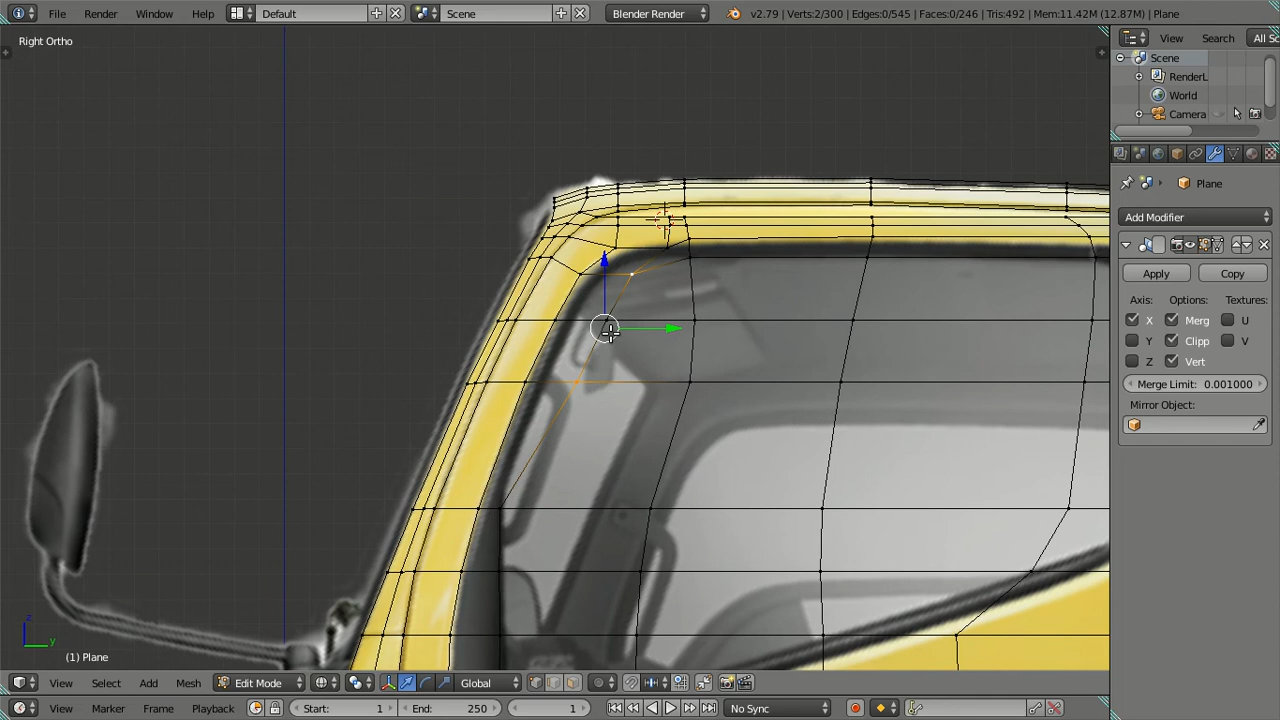 File Render Window Help Default Scene Blender Render v2.79 | Verts:2/300 | Edges:0/545 | Faces:0/246 | Tris:492 | Mem:11.42M (12.87M) | Plane
Right Ortho
View Search All Sc
Scene
RenderL
World
Camera
Plane
Add Modifier
Apply Copy
Axis: Options: Textures:
X Merg U
Y Clipp V
Z Vert
Merge Limit: 0.001000
Mirror Object:
z
y
(1) Plane
View Select Add Mesh Edit Mode Global
View Marker Frame Playback Start: 1 End: 250 1 No Sync